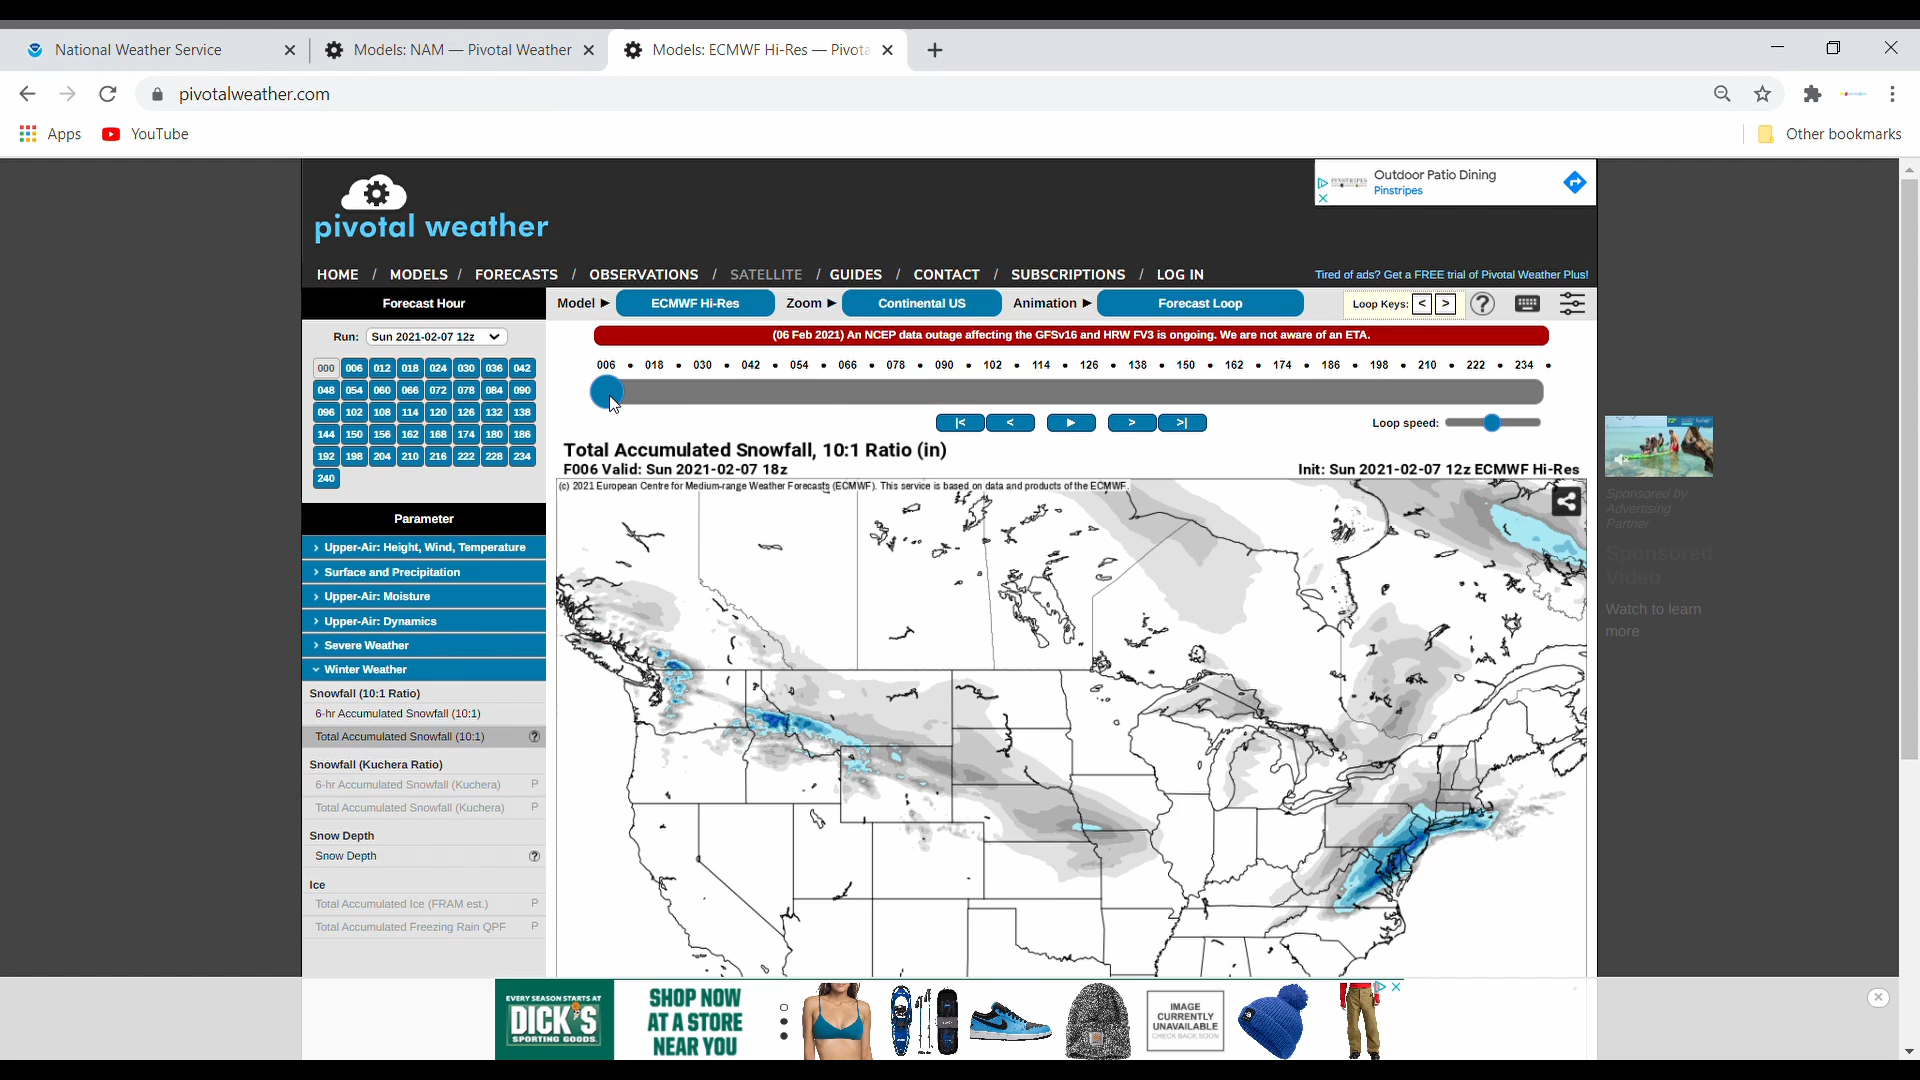 National Weather Service
Models: NAM — Pivotal Weather
Models: ECMWF Hi-Res — Pivota
pivotalweather.com
Apps
YouTube
Other bookmarks
pivotal weather
PINSTRIPES
Outdoor Patio Dining
Pinstripes
HOME / MODELS / FORECASTS / OBSERVATIONS / SATELLITE / GUIDES / CONTACT / SUBSCRIPTIONS / LOG IN
Tired of ads? Get a FREE trial of Pivotal Weather Plus!
Forecast Hour
Model ► ECMWF Hi-Res Zoom ► Continental US Animation ► Forecast Loop
Loop Keys: < > ?
Run: Sun 2021-02-07 12z
(06 Feb 2021) An NCEP data outage affecting the GFSv16 and HRW FV3 is ongoing. We are not aware of an ETA.
006 • 018 • 030 • 042 • 054 • 066 • 078 • 090 • 102 • 114 • 126 • 138 • 150 • 162 • 174 • 186 • 198 • 210 • 222 • 234 •
000 006 012 018 024 030 036 042
048 054 060 066 072 078 084 090
096 102 108 114 120 126 132 138
144 150 156 162 168 174 180 186
192 198 204 210 216 222 228 234
240
|< < ► > >|
Loop speed:
Total Accumulated Snowfall, 10:1 Ratio (in)
F006 Valid: Sun 2021-02-07 18z
Init: Sun 2021-02-07 12z ECMWF Hi-Res
(c) 2021 European Centre for Medium-range Weather Forecasts (ECMWF). This service is based on data and products of the ECMWF.
Parameter
› Upper-Air: Height, Wind, Temperature
› Surface and Precipitation
› Upper-Air: Moisture
› Upper-Air: Dynamics
› Severe Weather
Winter Weather
Snowfall (10:1 Ratio)
6-hr Accumulated Snowfall (10:1)
Total Accumulated Snowfall (10:1) ?
Snowfall (Kuchera Ratio)
6-hr Accumulated Snowfall (Kuchera) P
Total Accumulated Snowfall (Kuchera) P
Snow Depth
Snow Depth ?
Ice
Total Accumulated Ice (FRAM est.) P
Total Accumulated Freezing Rain QPF P
Sponsored by
Advertising
Partner
Sponsored
Video
Watch to learn
more
EVERY SEASON STARTS AT
DICK'S
SPORTING GOODS.
SHOP NOW
AT A STORE
NEAR YOU
IMAGE
CURRENTLY
UNAVAILABLE
CHECK BACK SOON